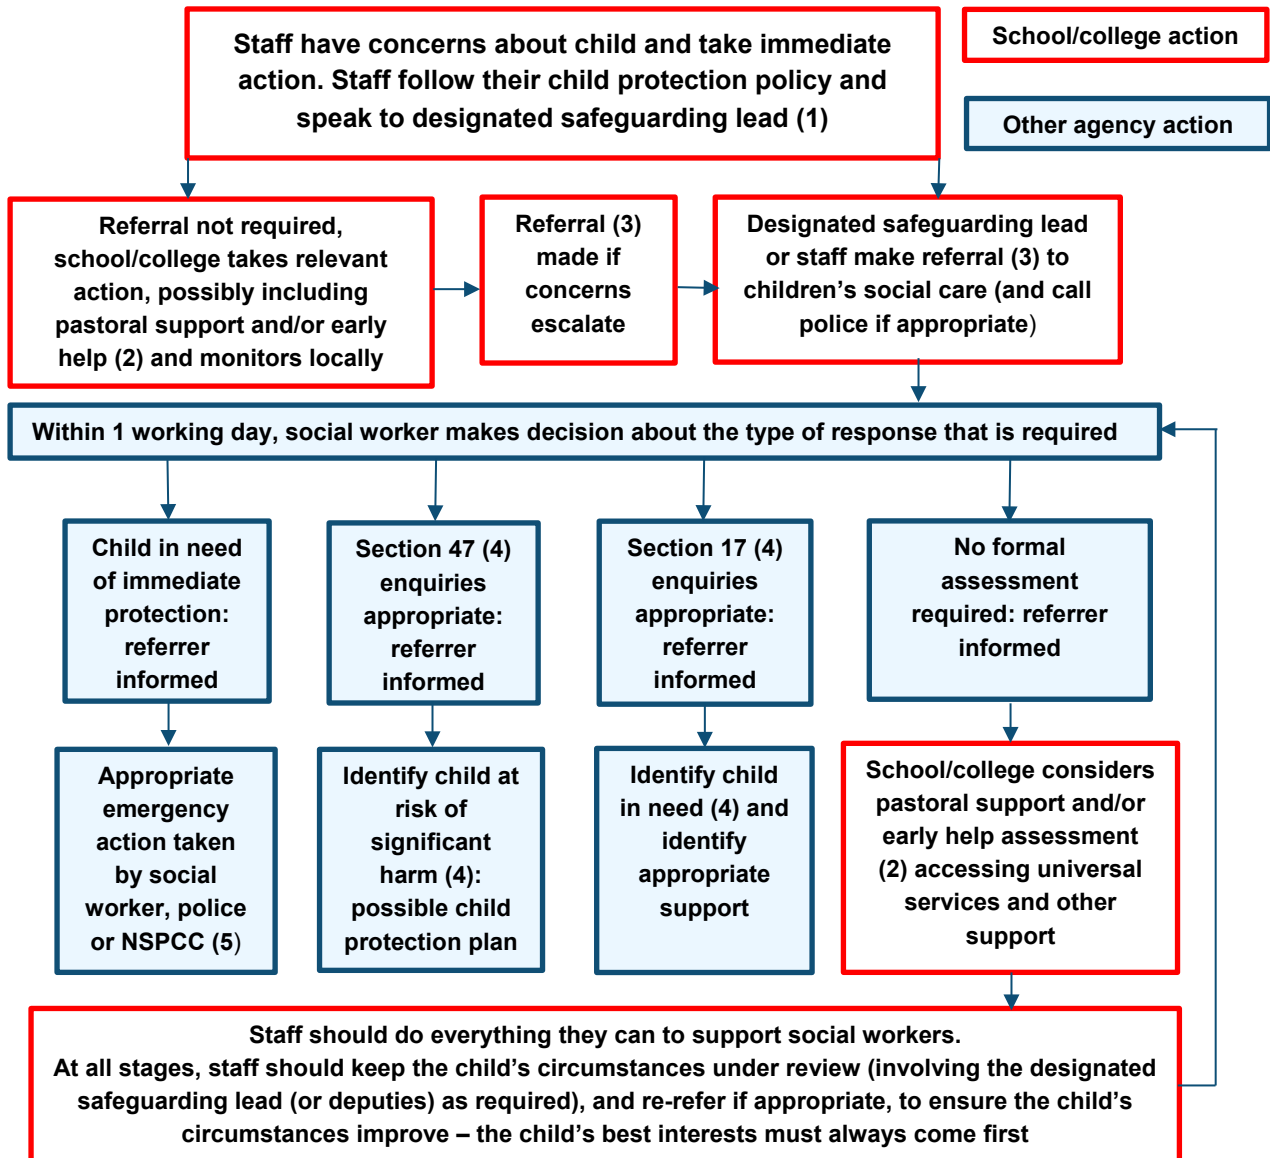 Staff have concerns about child and take immediate
action. Staff follow their child protection policy and
speak to designated safeguarding lead (1)
School/college action
Other agency action
Referral not required,
school/college takes relevant
action, possibly including
pastoral support and/or early
help (2) and monitors locally
Referral (3)
made if
concerns
escalate
Designated safeguarding lead
or staff make referral (3) to
children’s social care (and call
police if appropriate)
Within 1 working day, social worker makes decision about the type of response that is required
Child in need
of immediate
protection:
referrer
informed
Section 47 (4)
enquiries
appropriate:
referrer
informed
Section 17 (4)
enquiries
appropriate:
referrer
informed
No formal
assessment
required: referrer
informed
Appropriate
emergency
action taken
by social
worker, police
or NSPCC (5)
Identify child at
risk of
significant
harm (4):
possible child
protection plan
Identify child
in need (4) and
identify
appropriate
support
School/college considers
pastoral support and/or
early help assessment
(2) accessing universal
services and other
support
Staff should do everything they can to support social workers.
At all stages, staff should keep the child’s circumstances under review (involving the designated
safeguarding lead (or deputies) as required), and re-refer if appropriate, to ensure the child’s
circumstances improve – the child’s best interests must always come first